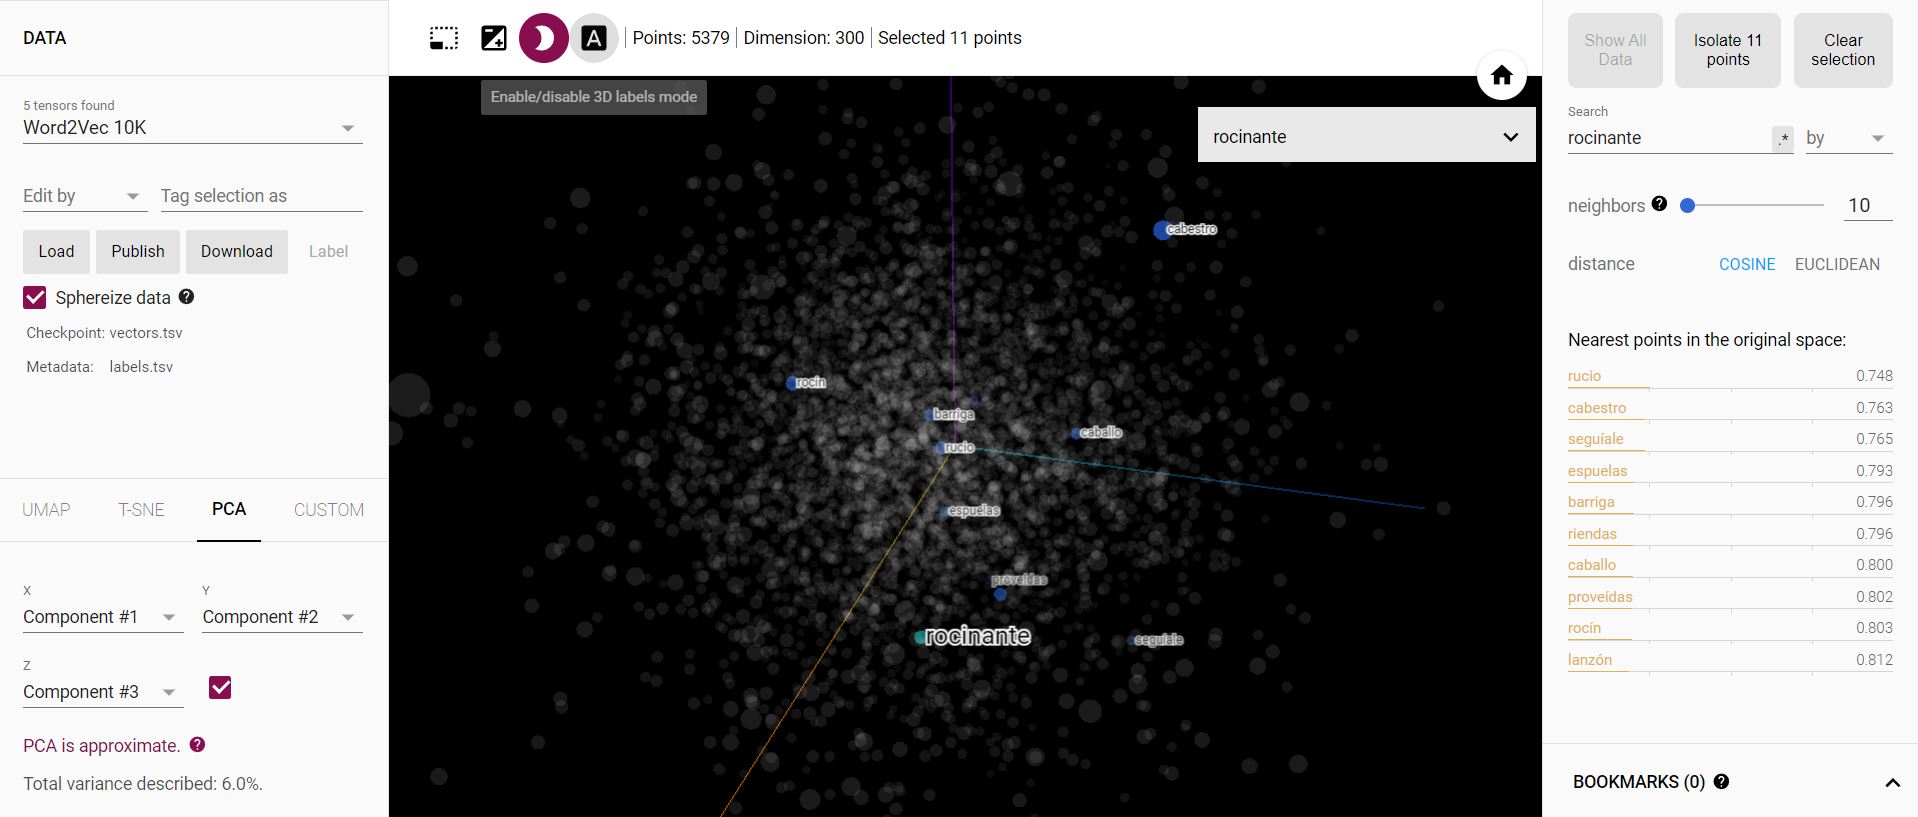 DATA
5 tensors found
Word2Vec 10K
Edit by
Tag selection as
Load
Publish
Download
Label
Sphereize data
Checkpoint: vectors.tsv
Metadata: labels.tsv
UMAP
T-SNE
PCA
CUSTOM
X
Component #1
Y
Component #2
Z
Component #3
PCA is approximate.
Total variance described: 6.0%.
A
Points: 5379
Dimension: 300
Selected 11 points
Enable/disable 3D labels mode
rocinante
cabestro
rocín
barriga
caballo
rucio
espuelas
proveídas
rocinante
seguíale
Show All
Data
Isolate 11
points
Clear
selection
Search
rocinante
.*
by
neighbors
10
distance
COSINE
EUCLIDEAN
Nearest points in the original space:
rucio 0.748
cabestro 0.763
seguíale 0.765
espuelas 0.793
barriga 0.796
riendas 0.796
caballo 0.800
proveídas 0.802
rocín 0.803
lanzón 0.812
BOOKMARKS (0)